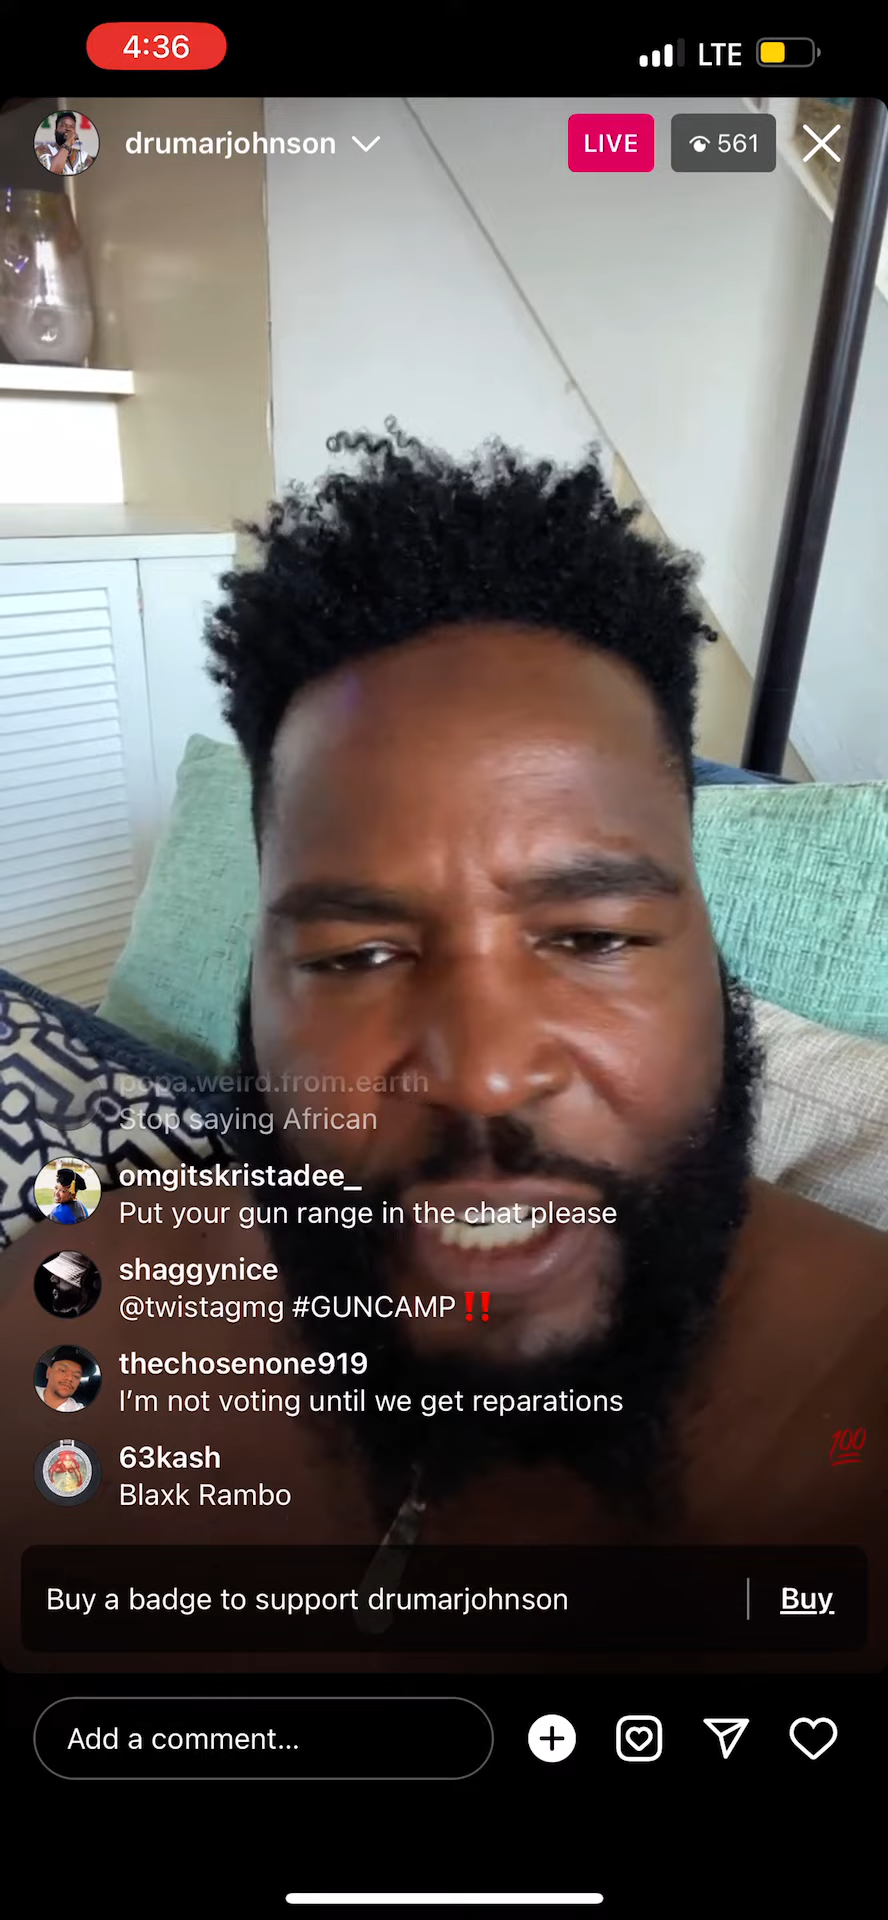 4:36
LTE
drumarjohnson
LIVE
561
popa.weird.from.earth
Stop saying African
omgitskristadee_
Put your gun range in the chat please
shaggynice
@twistagmg #GUNCAMP‼️
thechosenone919
I'm not voting until we get reparations
100
63kash
Blaxk Rambo
Buy a badge to support drumarjohnson
Buy
Add a comment...